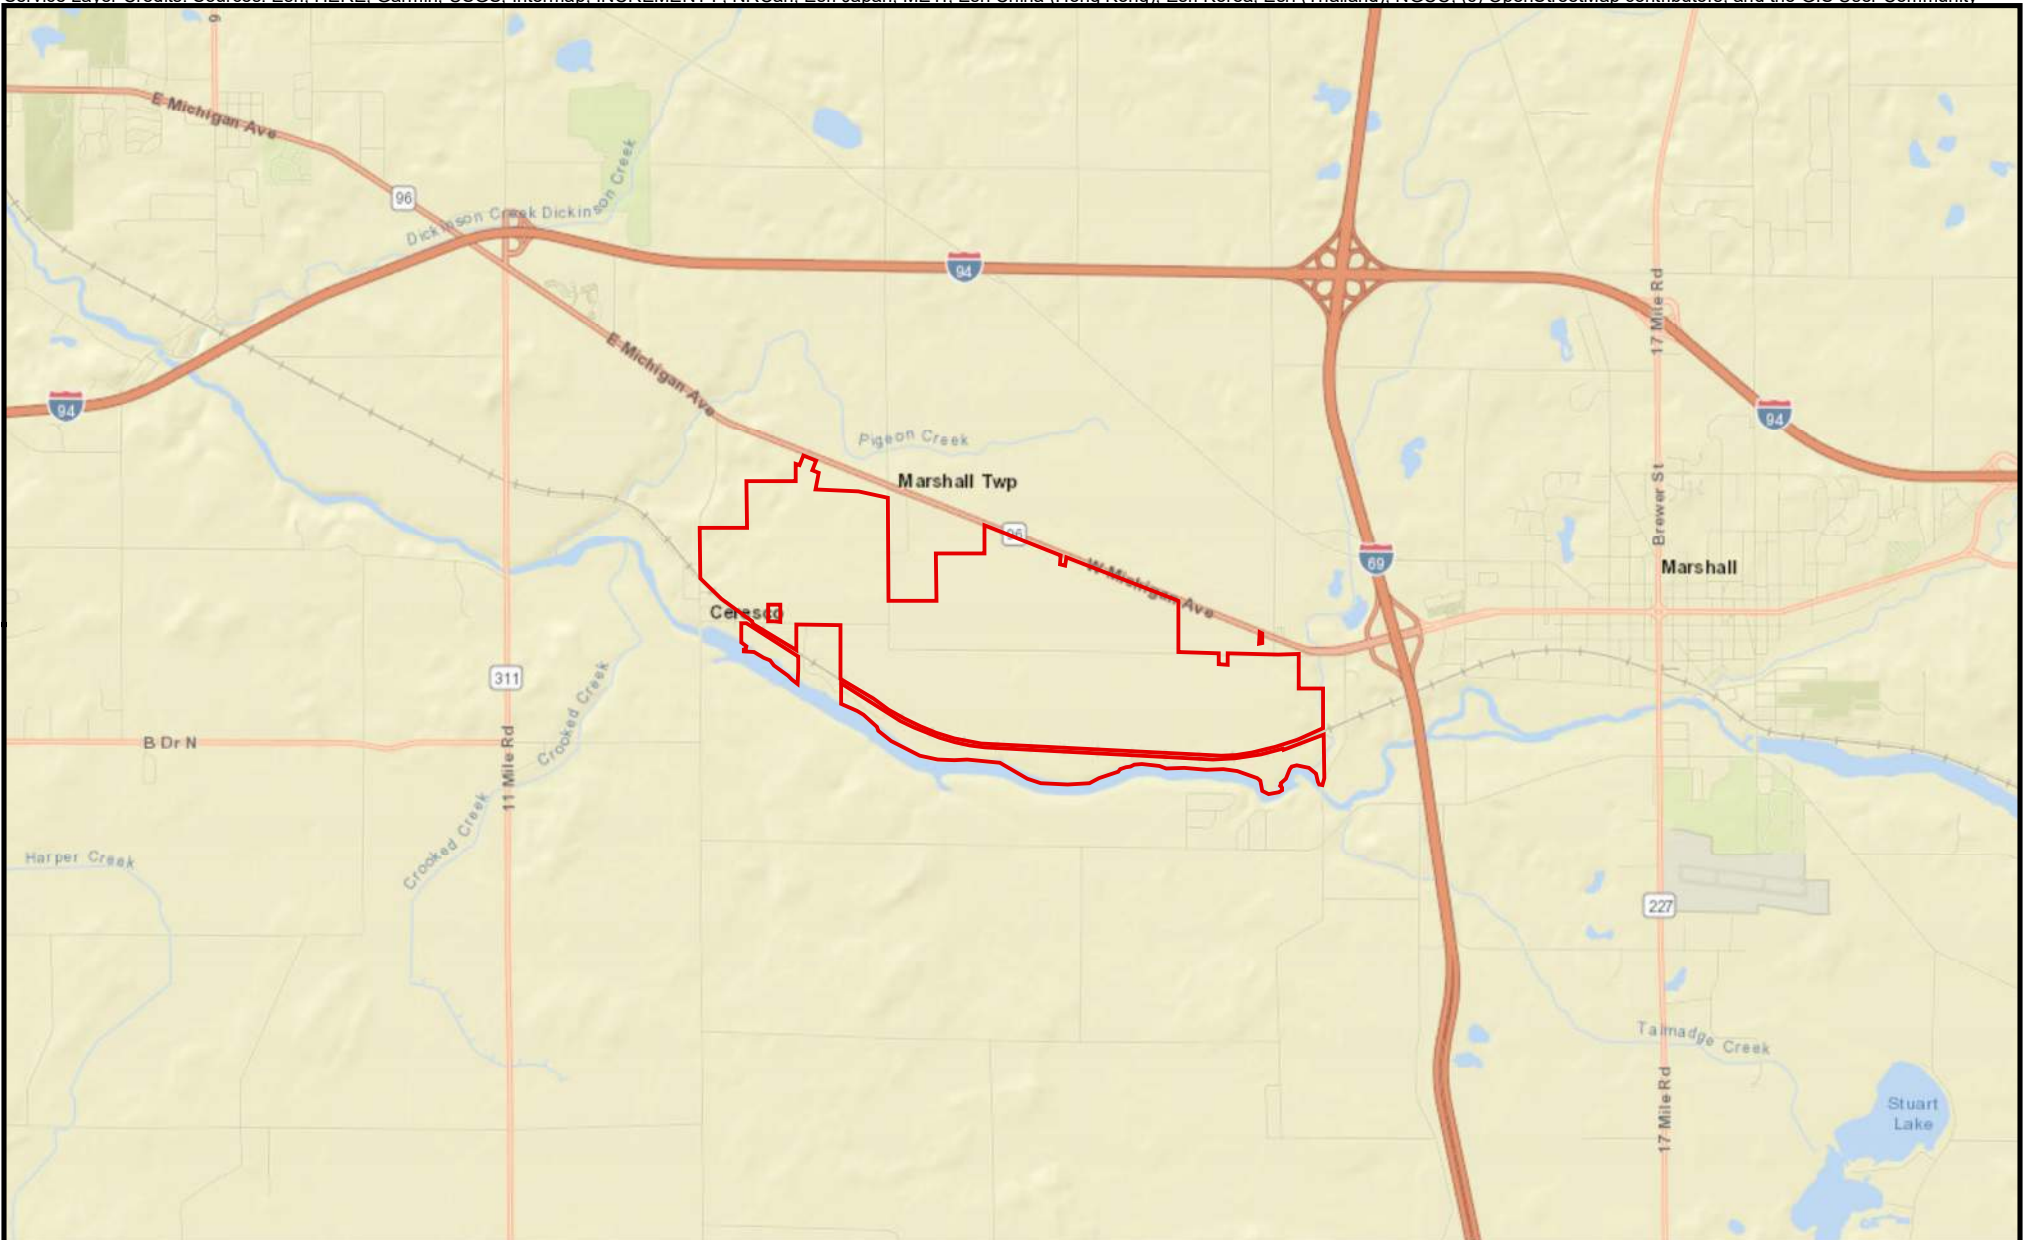 9
E Michigan Ave
96
Dickinson Creek
Dickinson Creek
94
17 Mile Rd
E Michigan Ave
94
94
Pigeon Creek
Marshall Twp
Brewer St
96
69
Marshall
W Michigan Ave
Ceresco
311
Crooked Creek
B Dr N
11 Mile Rd
Crooked Creek
Harper Creek
227
Talmadge Creek
17 Mile Rd
Stuart
Lake